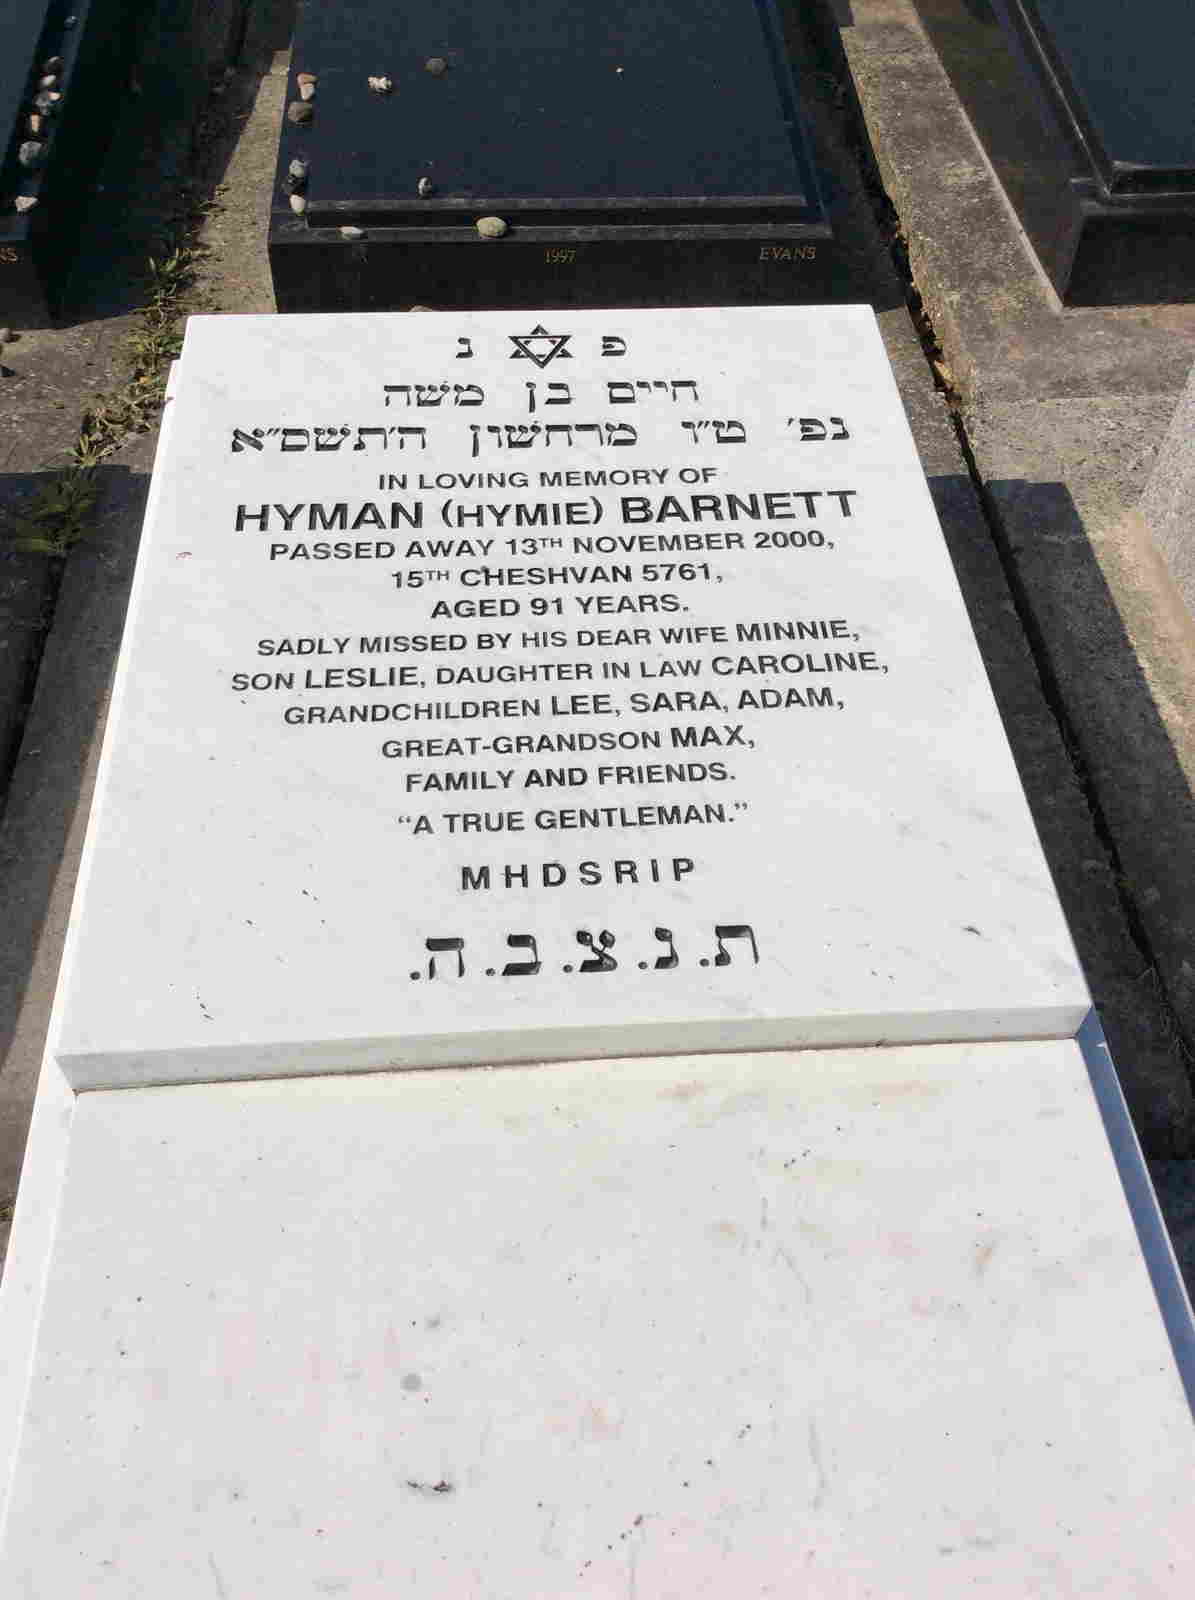 NS
1997 EVANS
פ נ
חיים בן משה
נפ׳ ט״ו מרחשון ה׳תשס״א
IN LOVING MEMORY OF
HYMAN (HYMIE) BARNETT
PASSED AWAY 13TH NOVEMBER 2000,
15TH CHESHVAN 5761,
AGED 91 YEARS.
SADLY MISSED BY HIS DEAR WIFE MINNIE,
SON LESLIE, DAUGHTER IN LAW CAROLINE,
GRANDCHILDREN LEE, SARA, ADAM,
GREAT-GRANDSON MAX,
FAMILY AND FRIENDS.
“A TRUE GENTLEMAN.”
M H D S R I P
ת.נ.צ.ב.ה.